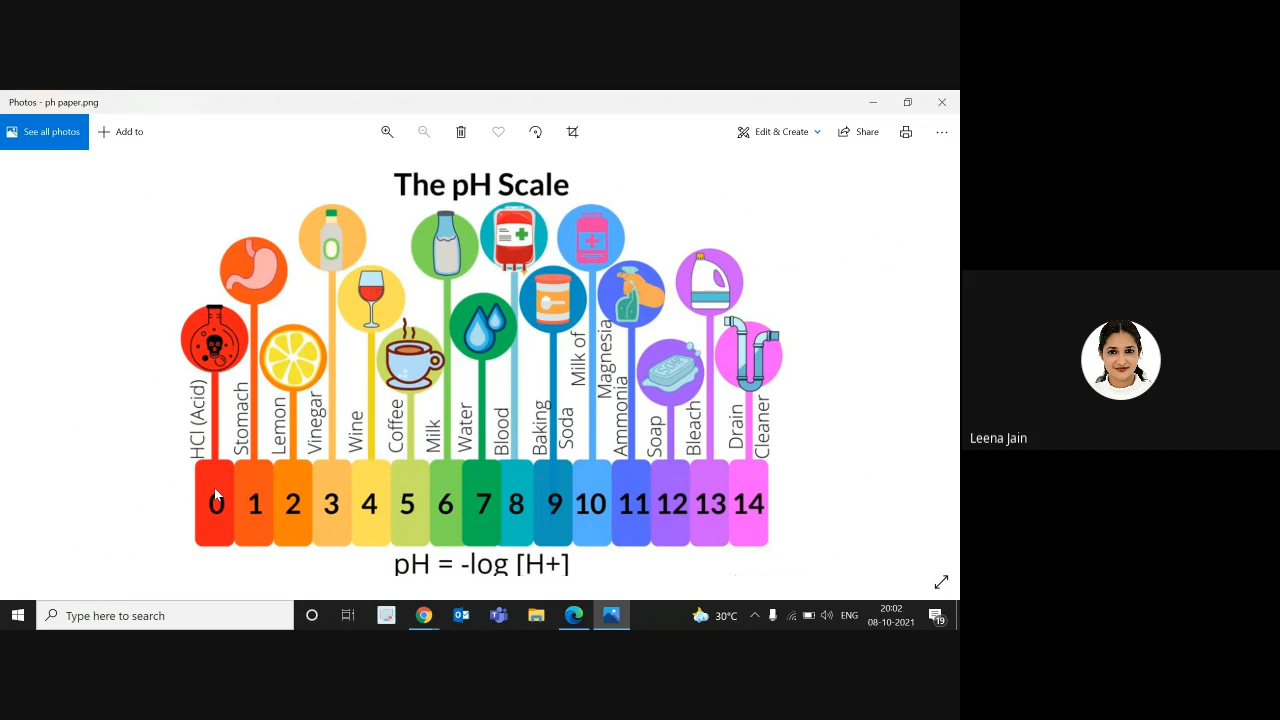 Photos - ph paper.png
See all photos
Add to
Edit & Create
Share
The pH Scale
HCl (Acid)
Stomach
Lemon
Vinegar
Wine
Coffee
Milk
Water
Blood
Baking
Soda
Milk of
Magnesia
Ammonia
Soap
Bleach
Drain
Cleaner
SOAP
0 1 2 3 4 5 6 7 8 9 10 11 12 13 14
pH = -log [H+]
Leena Jain
Type here to search
30°C
ENG
20:02
08-10-2021
19